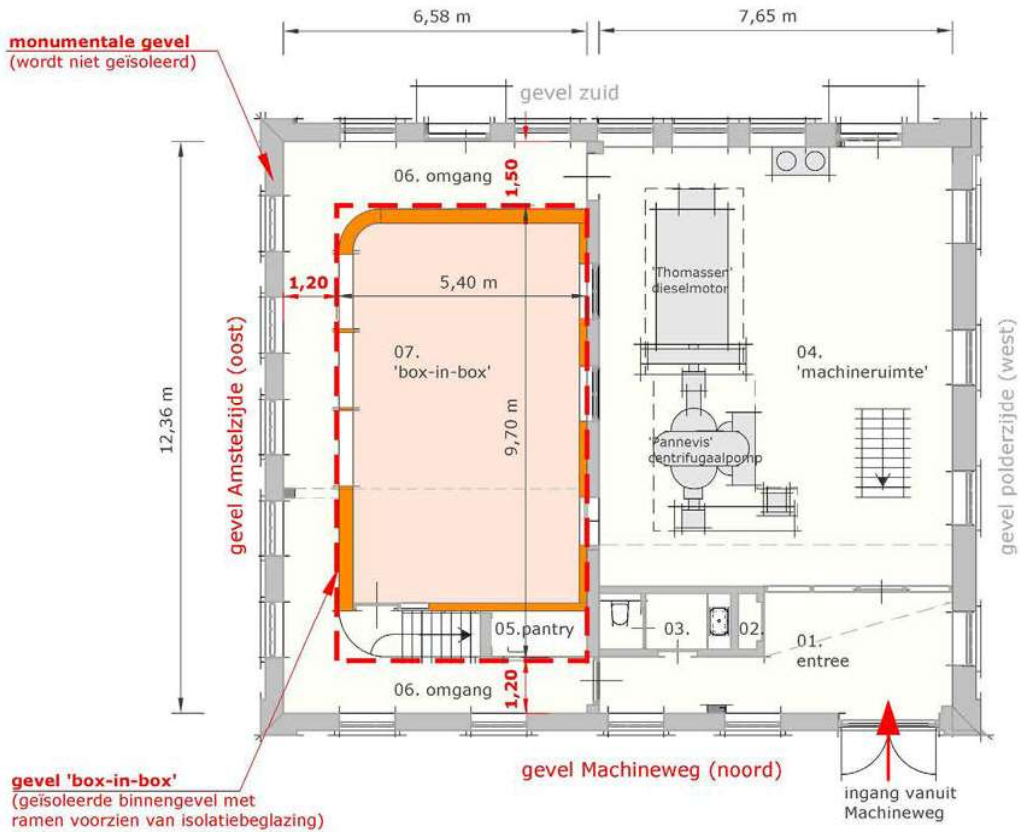 6,58 m
7,65 m
monumentale gevel
(wordt niet geïsoleerd)
gevel zuid
06. omgang
1,50
'Thomassen'
dieselmotor
1,20
5,40 m
07.
'box-in-box'
04.
'machineruimte'
12,36 m
gevel Amstelzijde (oost)
9,70 m
'Pannevis'
centrifugaalpomp
gevel polderzijde (west)
05.pantry
03.
02.
01.
entree
06. omgang
1,20
gevel Machineweg (noord)
gevel 'box-in-box'
(geïsoleerde binnengevel met
ramen voorzien van isolatiebeglazing)
ingang vanuit
Machineweg